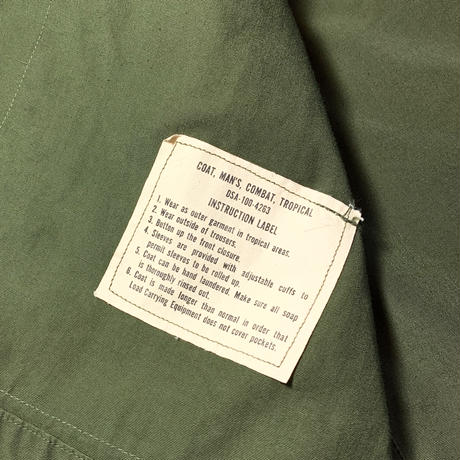 COAT, MAN'S, COMBAT, TROPICAL
DSA-100-4263
INSTRUCTION LABEL
1. Wear as outer garment in tropical areas.
2. Wear outside of trousers.
3. Botton up the front closure.
4. Sleeves are provided with adjustable cuffs to
permit sleeves to be rolled up.
5. Coat can be hand laundered. Make sure all soap
is thoroughly rinsed out.
6. Coat is made longer than normal in order that
Load Carrying Equipment does not cover pockets.